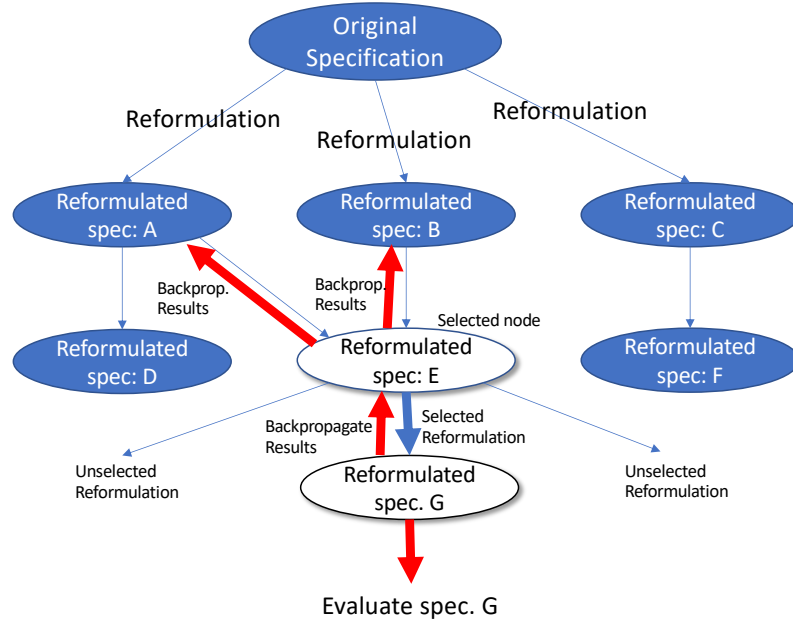 Original
Specification
Reformulation
Reformulation
Reformulation
Reformulated
spec: A
Reformulated
spec: B
Reformulated
spec: C
Backprop.
Results
Backprop.
Results
Selected node
Reformulated
spec: D
Reformulated
spec: E
Reformulated
spec: F
Backpropagate
Results
Selected
Reformulation
Unselected
Reformulation
Unselected
Reformulation
Reformulated
spec. G
Evaluate spec. G